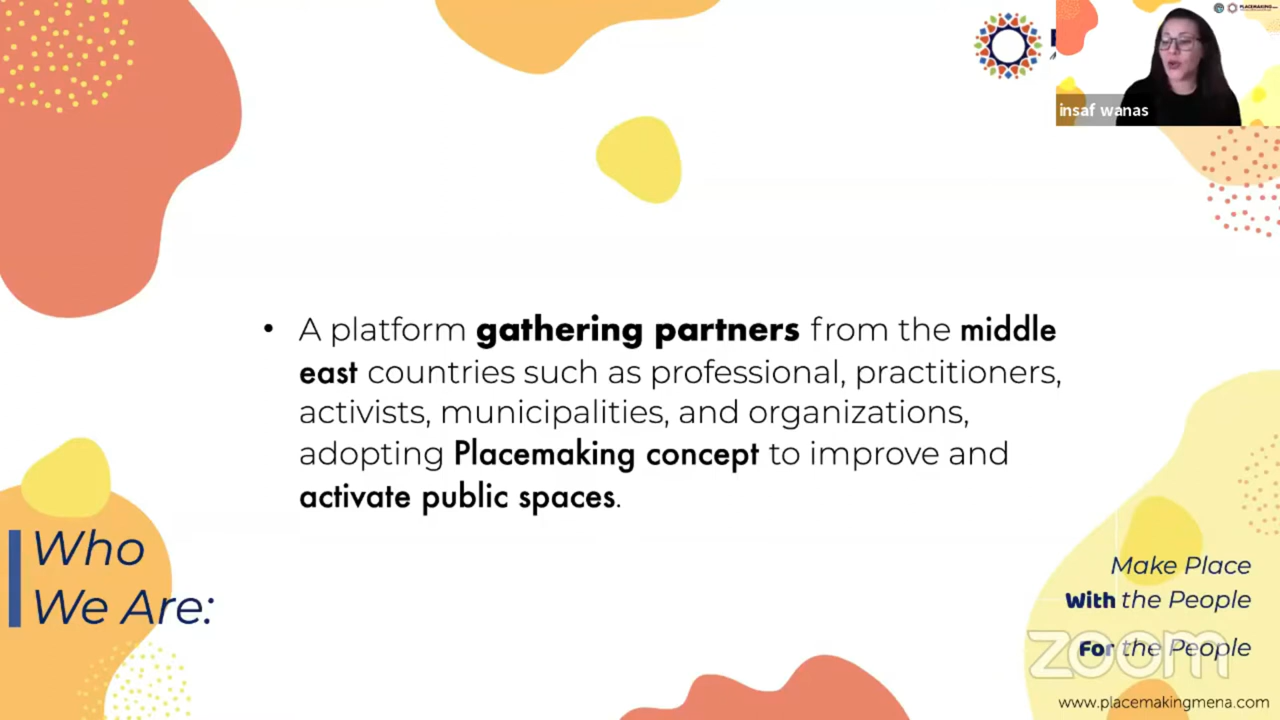 PLACEMAKING
insaf wanas
• A platform gathering partners from the middle
east countries such as professional, practitioners,
activists, municipalities, and organizations,
adopting Placemaking concept to improve and
activate public spaces.
Who
We Are:
Make Place
With the People
For the People
zoom
www.placemakingmena.com